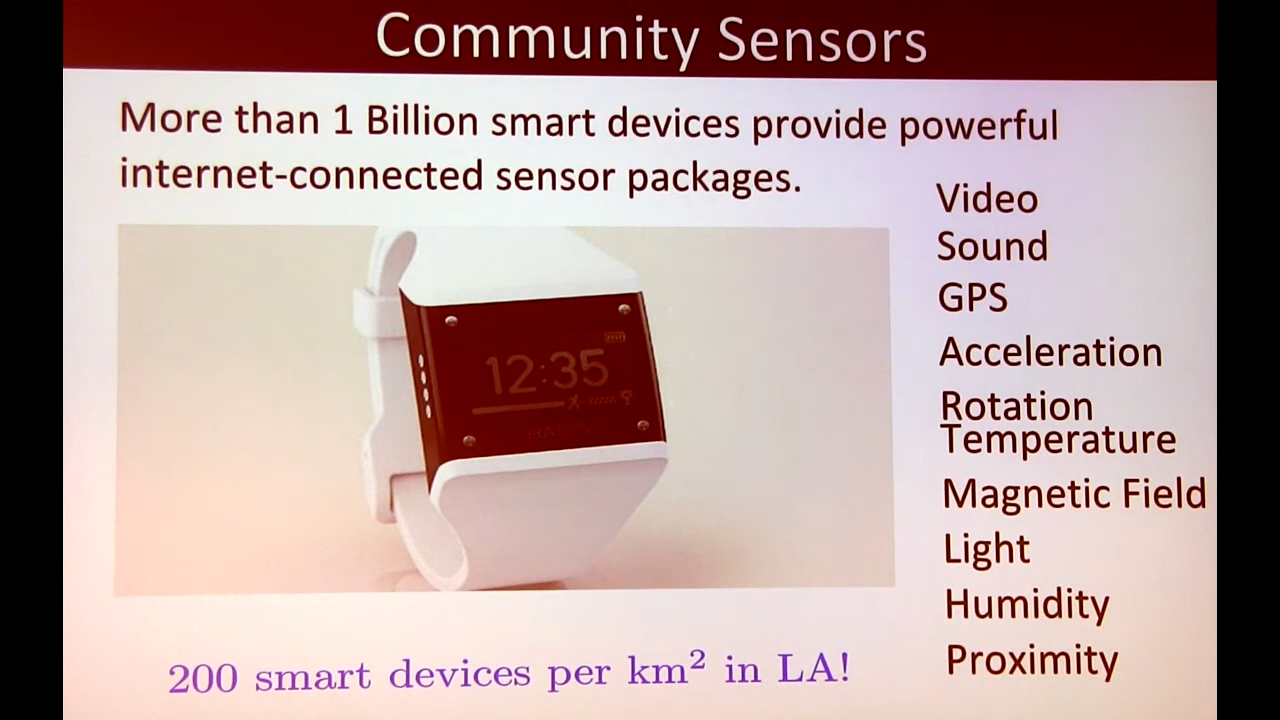 Community Sensors
More than 1 Billion smart devices provide powerful
internet-connected sensor packages.
Video
Sound
GPS
Acceleration
Rotation
Temperature
Magnetic Field
Light
Humidity
Proximity
12:35
BASIS
200 smart devices per km² in LA!